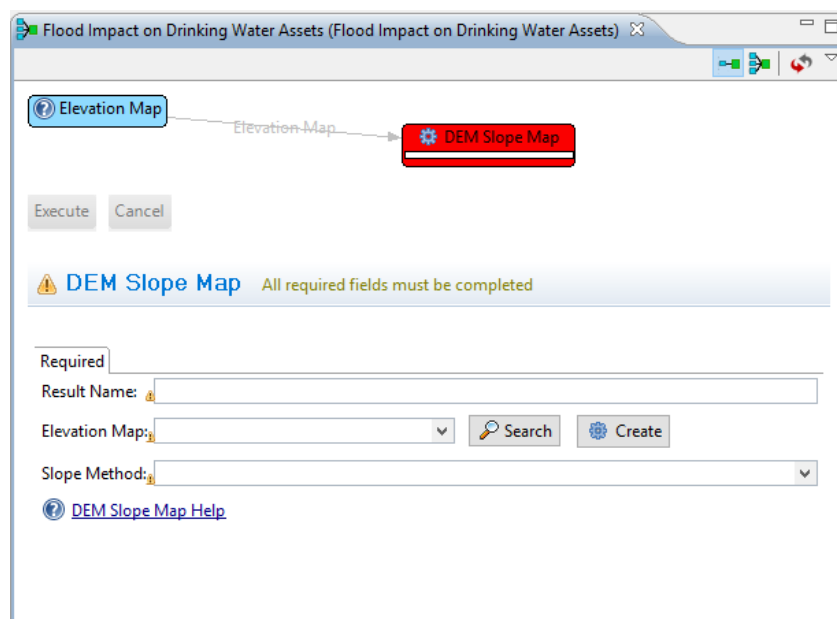 Flood Impact on Drinking Water Assets (Flood Impact on Drinking Water Assets)
Elevation Map
Elevation Map
DEM Slope Map
Execute Cancel
DEM Slope Map All required fields must be completed
Required
Result Name:
Elevation Map: Search Create
Slope Method:
DEM Slope Map Help